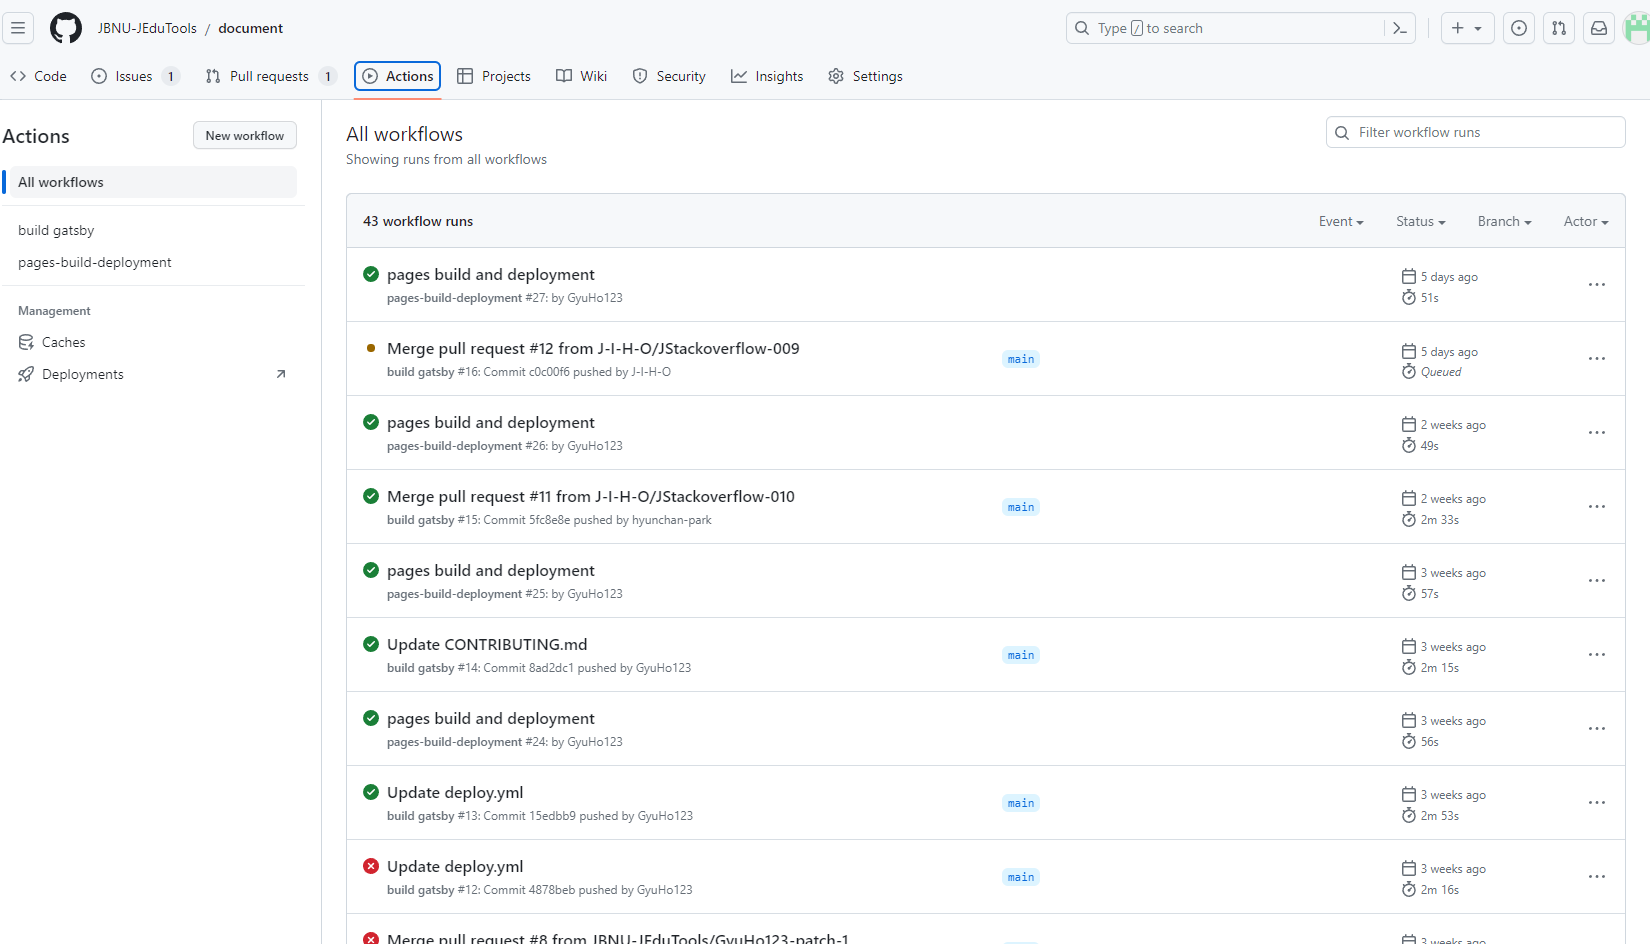 JBNU-JEduTools / document
Type / to search
Code
Issues 1
Pull requests 1
Actions
Projects
Wiki
Security
Insights
Settings
Actions
New workflow
All workflows
build gatsby
pages-build-deployment
Management
Caches
Deployments
All workflows
Showing runs from all workflows
Filter workflow runs
43 workflow runs
Event
Status
Branch
Actor
pages build and deployment
pages-build-deployment #27: by GyuHo123
5 days ago
51s
Merge pull request #12 from J-I-H-O/JStackoverflow-009
build gatsby #16: Commit c0c00f6 pushed by J-I-H-O
main
5 days ago
Queued
pages build and deployment
pages-build-deployment #26: by GyuHo123
2 weeks ago
49s
Merge pull request #11 from J-I-H-O/JStackoverflow-010
build gatsby #15: Commit 5fc8e8e pushed by hyunchan-park
main
2 weeks ago
2m 33s
pages build and deployment
pages-build-deployment #25: by GyuHo123
3 weeks ago
57s
Update CONTRIBUTING.md
build gatsby #14: Commit 8ad2dc1 pushed by GyuHo123
main
3 weeks ago
2m 15s
pages build and deployment
pages-build-deployment #24: by GyuHo123
3 weeks ago
56s
Update deploy.yml
build gatsby #13: Commit 15edbb9 pushed by GyuHo123
main
3 weeks ago
2m 53s
Update deploy.yml
build gatsby #12: Commit 4878beb pushed by GyuHo123
main
3 weeks ago
2m 16s
Merge pull request #8 from JBNU-JEduTools/GyuHo123-patch-1
3 weeks ago